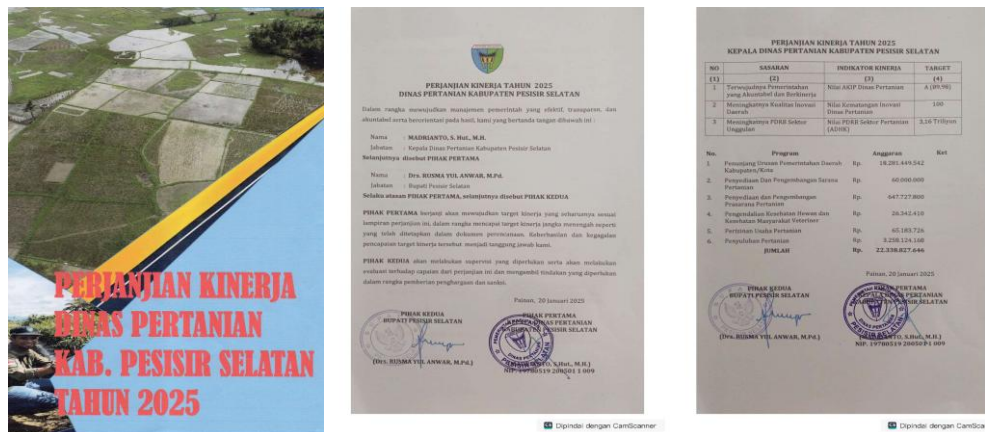 PERJANJIAN KINERJA
DINAS PERTANIAN
KAB. PESISIR SELATAN
TAHUN 2025
PERJANJIAN KINERJA TAHUN 2025
DINAS PERTANIAN KABUPATEN PESISIR SELATAN
Dalam rangka mewujudkan manajemen pemerintah yang efektif, transparan, dan
akuntabel serta berorientasi pada hasil, kami yang bertanda tangan dibawah ini :
Nama : MADRIANTO, S. Hut., M.H.
Jabatan : Kepala Dinas Pertanian Kabupaten Pesisir Selatan
Selanjutnya disebut PIHAK PERTAMA
Nama : Drs. RUSMA YUL ANWAR, M.Pd.
Jabatan : Bupati Pesisir Selatan
Selaku atasan PIHAK PERTAMA, selanjutnya disebut PIHAK KEDUA
PIHAK PERTAMA berjanji akan mewujudkan target kinerja yang seharusnya sesuai
lampiran perjanjian ini, dalam rangka mencapai target kinerja jangka menengah seperti
yang telah ditetapkan dalam dokumen perencanaan. Keberhasilan dan kegagalan
pencapaian target kinerja tersebut menjadi tanggung jawab kami.
PIHAK KEDUA akan melakukan supervisi yang diperlukan serta akan melakukan
evaluasi terhadap capaian dari perjanjian ini dan mengambil tindakan yang diperlukan
dalam rangka pemberian penghargaan dan sanksi.
Painan, 20 Januari 2025
PIHAK KEDUA PIHAK PERTAMA
BUPATI PESISIR SELATAN KEPALA DINAS PERTANIAN
KABUPATEN PESISIR SELATAN
(Drs. RUSMA YUL ANWAR, M.Pd.) S.Hut., M.H.)
NIP. 19780519 200501 1 009
Dipindai dengan CamScanner
PERJANJIAN KINERJA TAHUN 2025
KEPALA DINAS PERTANIAN KABUPATEN PESISIR SELATAN
NO SASARAN INDIKATOR KINERJA TARGET
(1) (2) (3) (4)
1 Terwujudnya Pemerintahan yang Akuntabel dan Berkinerja Nilai AKIP Dinas Pertanian A (89,98)
2 Meningkatnya Kualitas Inovasi Daerah Nilai Kematangan Inovasi Dinas Pertanian 100
3 Meningkatnya PDRB Sektor Unggulan Nilai PDRB Sektor Pertanian (ADHK) 3,16 Triliyun
No. Program Anggaran Ket
1. Penunjang Urusan Pemerintahan Daerah Kabupaten/Kota Rp. 18.281.449.542
2. Penyediaan Dan Pengembangan Sarana Pertanian Rp. 60.000.000
3. Penyediaan dan Pengembangan Prasarana Pertanian Rp. 647.727.800
4. Pengendalian Kesehatan Hewan dan Kesehatan Masyarakat Veteriner Rp. 26.342.410
5. Perizinan Usaha Pertanian Rp. 65.183.726
6. Penyuluhan Pertanian Rp. 3.258.124.168
JUMLAH Rp. 22.338.827.646
Painan, 20 Januari 2025
PIHAK KEDUA PIHAK PERTAMA
BUPATI PESISIR SELATAN KEPALA DINAS PERTANIAN
KABUPATEN PESISIR SELATAN
(Drs. RUSMA YUL ANWAR, M.Pd.) S.Hut., M.H.)
NIP. 19780519 200501 1 009
Dipindai dengan CamSca